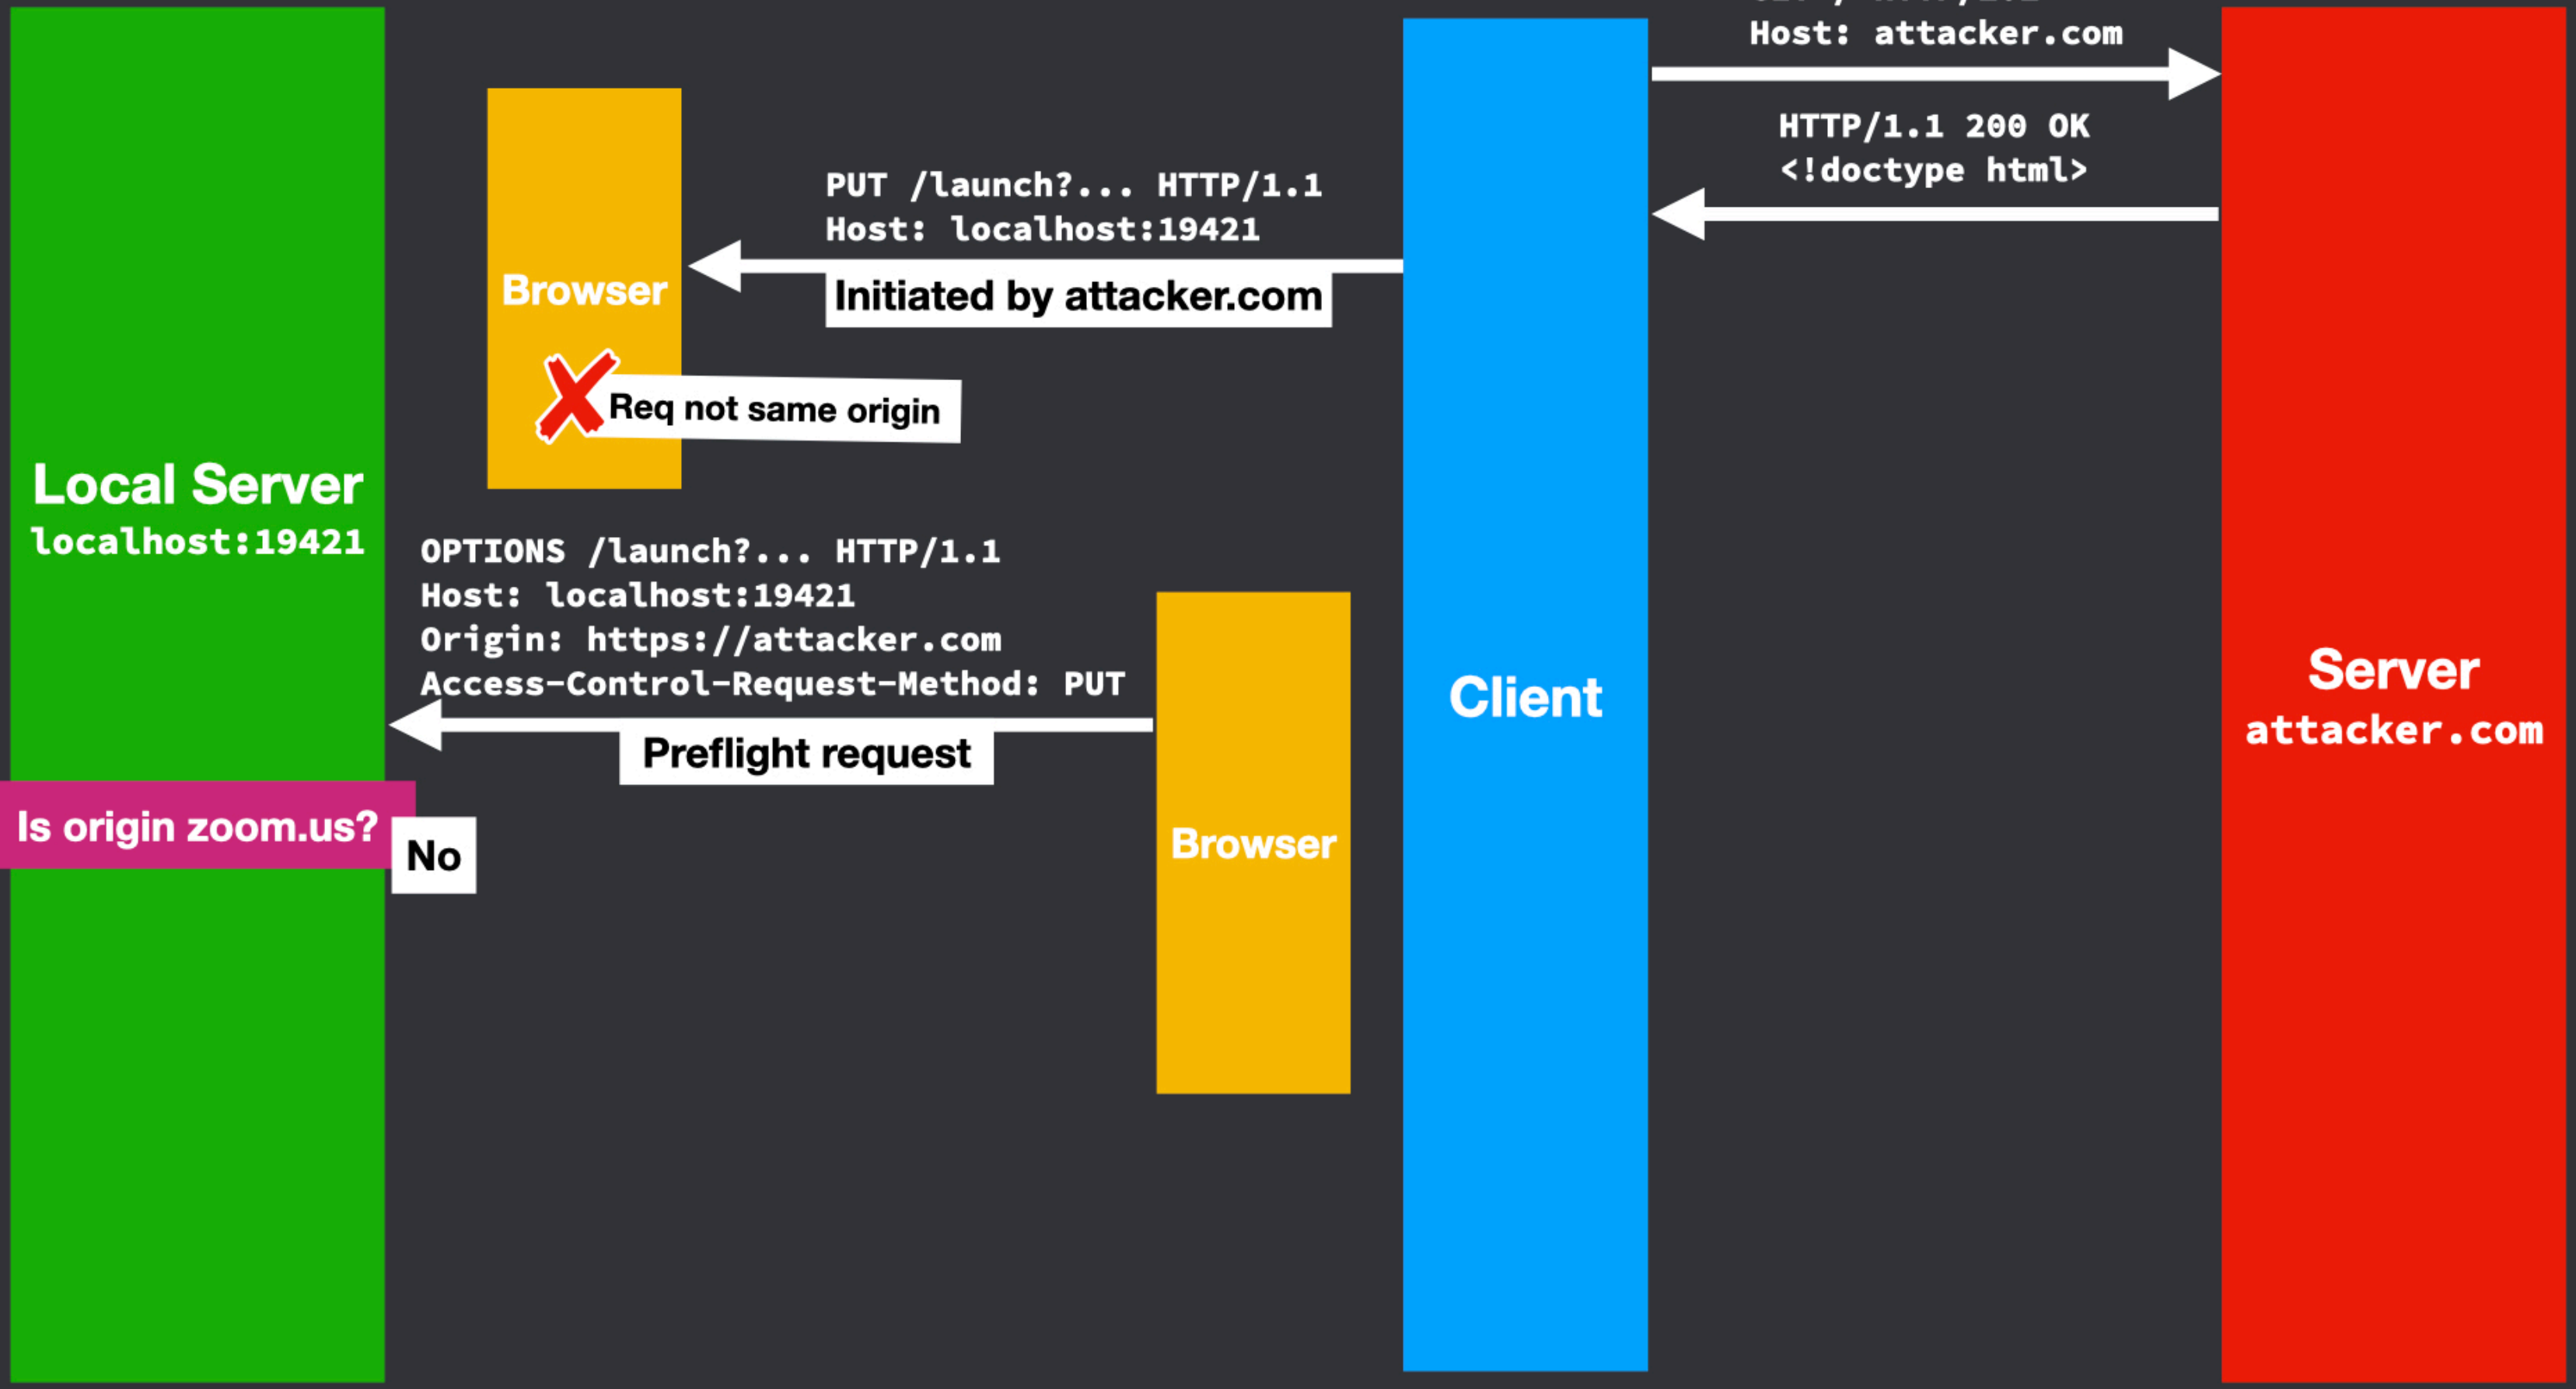 Host: attacker.com
HTTP/1.1 200 OK
<!doctype html>
PUT /launch?... HTTP/1.1
Host: localhost:19421
Initiated by attacker.com
Browser
Req not same origin
Local Server
localhost:19421
OPTIONS /launch?... HTTP/1.1
Host: localhost:19421
Origin: https://attacker.com
Access-Control-Request-Method: PUT
Preflight request
Is origin zoom.us?
No
Browser
Client
Server
attacker.com